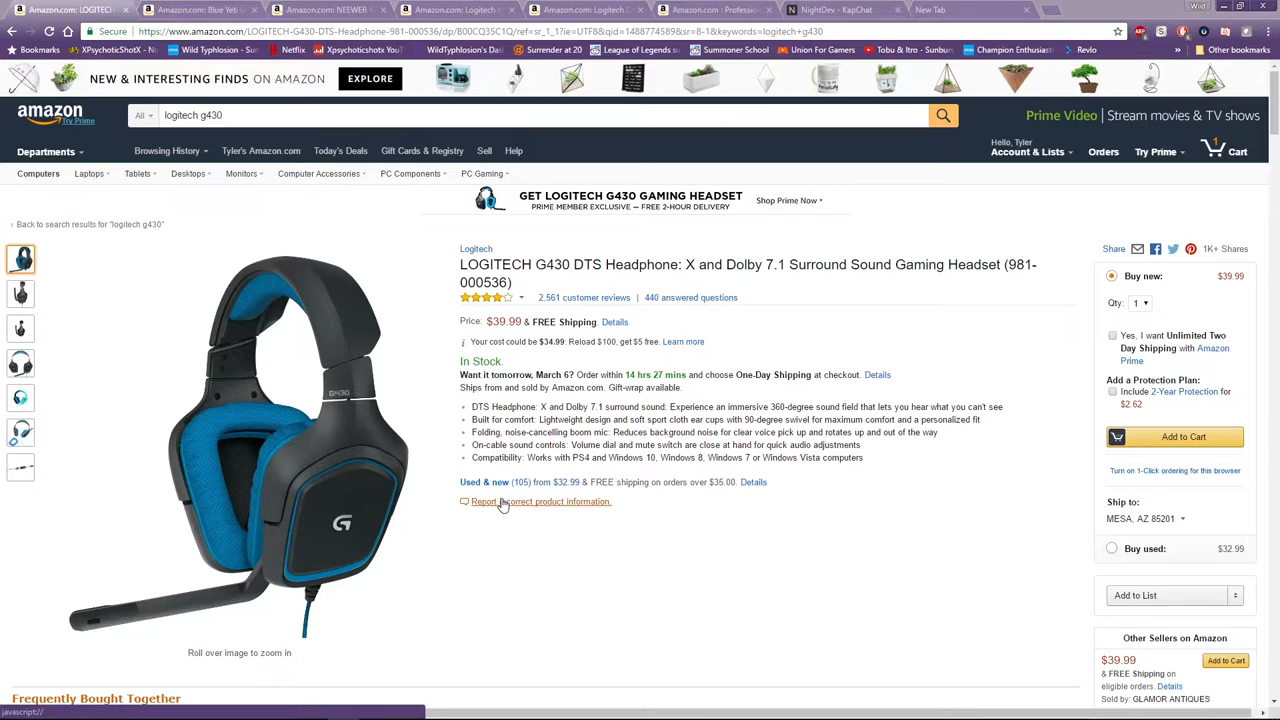 Amazon.com: LOGITECH
Amazon.com: Blue Yeti U
Amazon.com: NEEWER N
Amazon.com: Logitech H
Amazon.com: Logitech C
Amazon.com : Professio
NightDev - KapChat
New Tab
Wild
Secure
https://www.amazon.com/LOGITECH-G430-DTS-Headphone-981-000536/dp/B00CQ35C1Q/ref=sr_1_1?ie=UTF8&qid=1488774589&sr=8-1&keywords=logitech+g430
Bookmarks
XPsychoticShotX - N
Wild Typhlosion - St
Netflix
Xpsychoticshots You
Surrender at 20
League of Legends su
Summoner School
Union For Gamers
Tobu & Itro - Sunbur
Champion Enthusiast
Revlo
»
Other bookmarks
NEW & INTERESTING FINDS ON AMAZON
EXPLORE
amazon
Try Prime
All
logitech g430
Prime Video | Stream movies & TV shows
Departments
Browsing History
Tyler's Amazon.com
Today's Deals
Gift Cards & Registry
Sell
Help
Hello, Tyler
Account & Lists
Orders
Try Prime
1
Cart
Computers
Laptops
Tablets
Desktops
Monitors
Computer Accessories
PC Components
PC Gaming
GET LOGITECH G430 GAMING HEADSET
PRIME MEMBER EXCLUSIVE — FREE 2-HOUR DELIVERY
Shop Prime Now
‹ Back to search results for "logitech g430"
G430
G
Roll over image to zoom in
Logitech
LOGITECH G430 DTS Headphone: X and Dolby 7.1 Surround Sound Gaming Headset (981-
000536)
2,561 customer reviews | 440 answered questions
Price: $39.99 & FREE Shipping. Details
Your cost could be $34.99: Reload $100, get $5 free. Learn more
In Stock.
Want it tomorrow, March 6? Order within 14 hrs 27 mins and choose One-Day Shipping at checkout. Details
Ships from and sold by Amazon.com. Gift-wrap available.
• DTS Headphone: X and Dolby 7.1 surround sound: Experience an immersive 360-degree sound field that lets you hear what you can't see
• Built for comfort: Lightweight design and soft sport cloth ear cups with 90-degree swivel for maximum comfort and a personalized fit
• Folding, noise-cancelling boom mic: Reduces background noise for clear voice pick up and rotates up and out of the way
• On-cable sound controls: Volume dial and mute switch are close at hand for quick audio adjustments
• Compatibility: Works with PS4 and Windows 10, Windows 8, Windows 7 or Windows Vista computers
Used & new (105) from $32.99 & FREE shipping on orders over $35.00. Details
Report incorrect product information.
Share
1K+ Shares
Buy new:
$39.99
Qty: 1
Yes, I want Unlimited Two
Day Shipping with Amazon
Prime
Add a Protection Plan:
Include 2-Year Protection for
$2.62
Add to Cart
Turn on 1-Click ordering for this browser
Ship to:
MESA, AZ 85201
Buy used:
$32.99
Add to List
Other Sellers on Amazon
$39.99
Add to Cart
& FREE Shipping on
eligible orders. Details
Sold by: GLAMOR ANTIQUES
Frequently Bought Together
javascript://